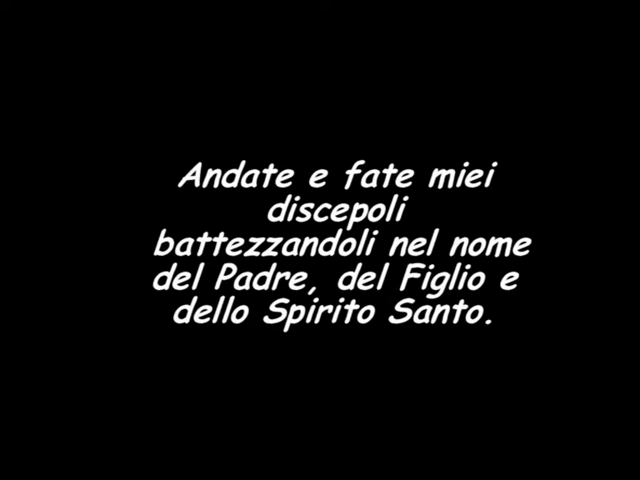 Andate e fate miei
discepoli
battezzandoli nel nome
del Padre, del Figlio e
dello Spirito Santo.